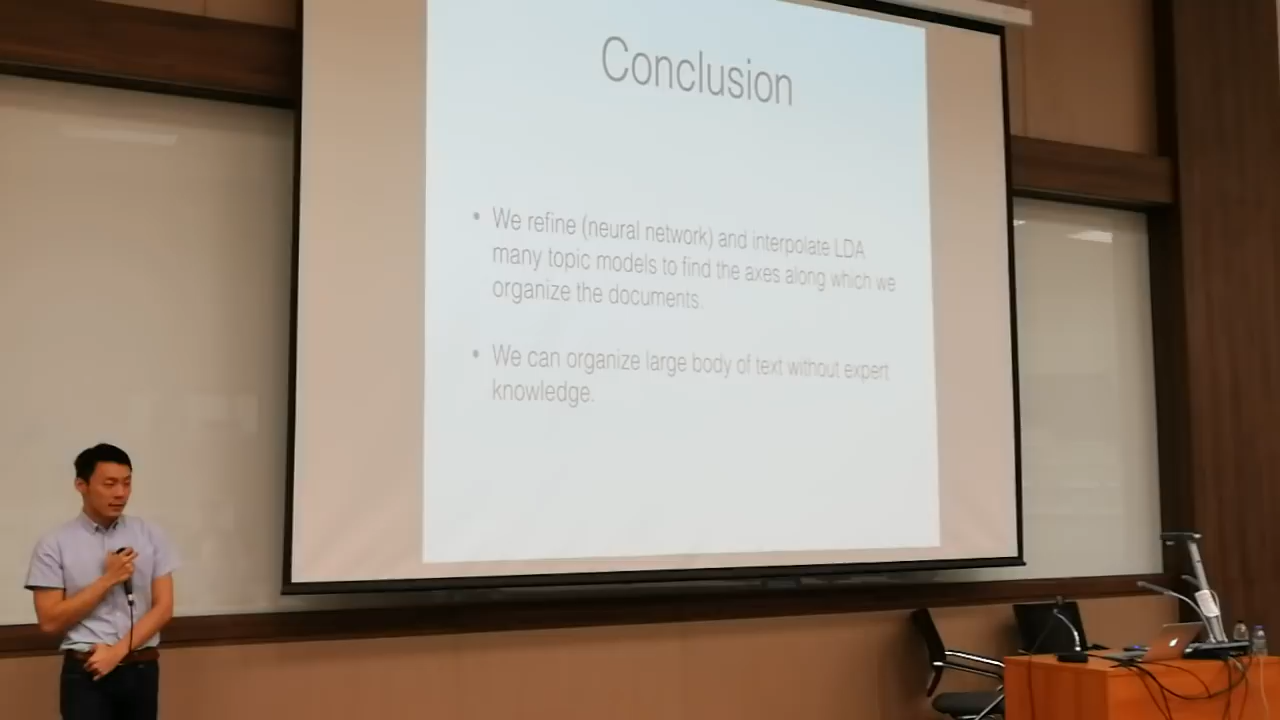 Conclusion
• We refine (neural network) and interpolate LDA
many topic models to find the axes along which we
organize the documents.
• We can organize large body of text without expert
knowledge.